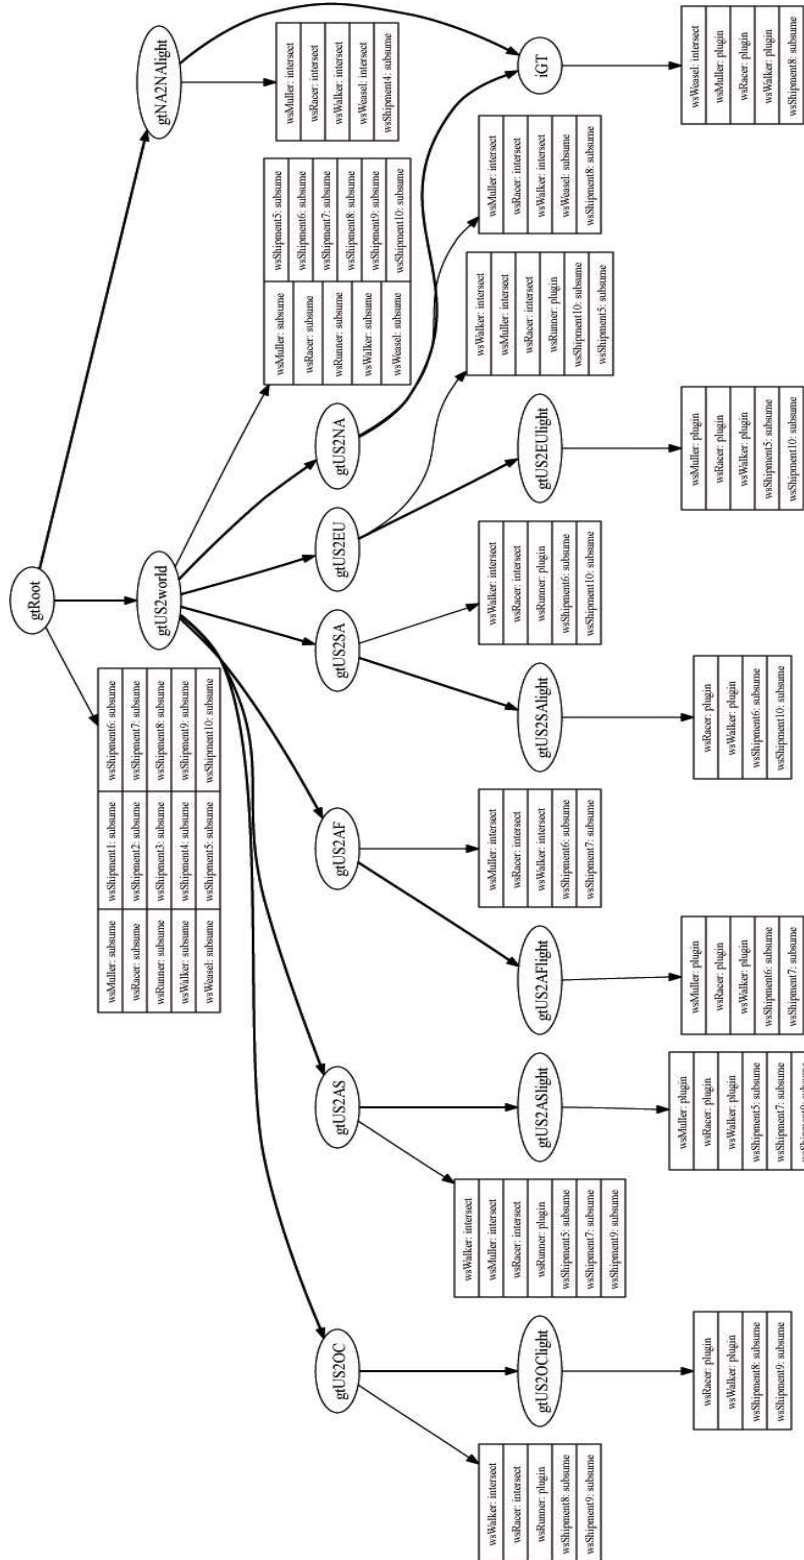 gtRoot
wsMuller: subsume
wsRacer: subsume
wsRunner: subsume
wsWalker: subsume
wsWeasel: subsume
wsShipment1: subsume
wsShipment2: subsume
wsShipment3: subsume
wsShipment4: subsume
wsShipment5: subsume
wsShipment6: subsume
wsShipment7: subsume
wsShipment8: subsume
wsShipment9: subsume
wsShipment10: subsume
gtUS2world
gtNA2NAlight
wsMuller: subsume
wsRacer: subsume
wsRunner: subsume
wsWalker: subsume
wsWeasel: subsume
wsShipment5: subsume
wsShipment6: subsume
wsShipment7: subsume
wsShipment8: subsume
wsShipment9: subsume
wsShipment10: subsume
wsMuller: intersect
wsRacer: intersect
wsWalker: intersect
wsWeasel: intersect
wsShipment4: subsume
gtUS2OC
gtUS2AS
gtUS2AF
gtUS2SA
gtUS2EU
gtUS2NA
wsWalker: intersect
wsRacer: intersect
wsRunner: plugin
wsShipment8: subsume
wsShipment9: subsume
gtUS2OClight
wsWalker: intersect
wsMuller: intersect
wsRacer: intersect
wsRunner: plugin
wsShipment5: subsume
wsShipment7: subsume
wsShipment9: subsume
gtUS2ASlight
gtUS2AFlight
wsMuller: intersect
wsRacer: intersect
wsWalker: intersect
wsShipment6: subsume
wsShipment7: subsume
gtUS2SAlight
wsWalker: intersect
wsRacer: intersect
wsRunner: plugin
wsShipment6: subsume
wsShipment10: subsume
gtUS2EUlight
wsWalker: intersect
wsMuller: intersect
wsRacer: intersect
wsRunner: plugin
wsShipment10: subsume
wsShipment5: subsume
wsMuller: intersect
wsRacer: intersect
wsWalker: intersect
wsWeasel: subsume
wsShipment8: subsume
iGT
wsRacer: plugin
wsWalker: plugin
wsShipment8: subsume
wsShipment9: subsume
wsMuller: plugin
wsRacer: plugin
wsWalker: plugin
wsShipment5: subsume
wsShipment7: subsume
wsMuller: plugin
wsRacer: plugin
wsWalker: plugin
wsShipment6: subsume
wsShipment7: subsume
wsRacer: plugin
wsWalker: plugin
wsShipment6: subsume
wsShipment10: subsume
wsMuller: plugin
wsRacer: plugin
wsWalker: plugin
wsShipment5: subsume
wsShipment10: subsume
wsWeasel: intersect
wsMuller: plugin
wsRacer: plugin
wsWalker: plugin
wsShipment8: subsume